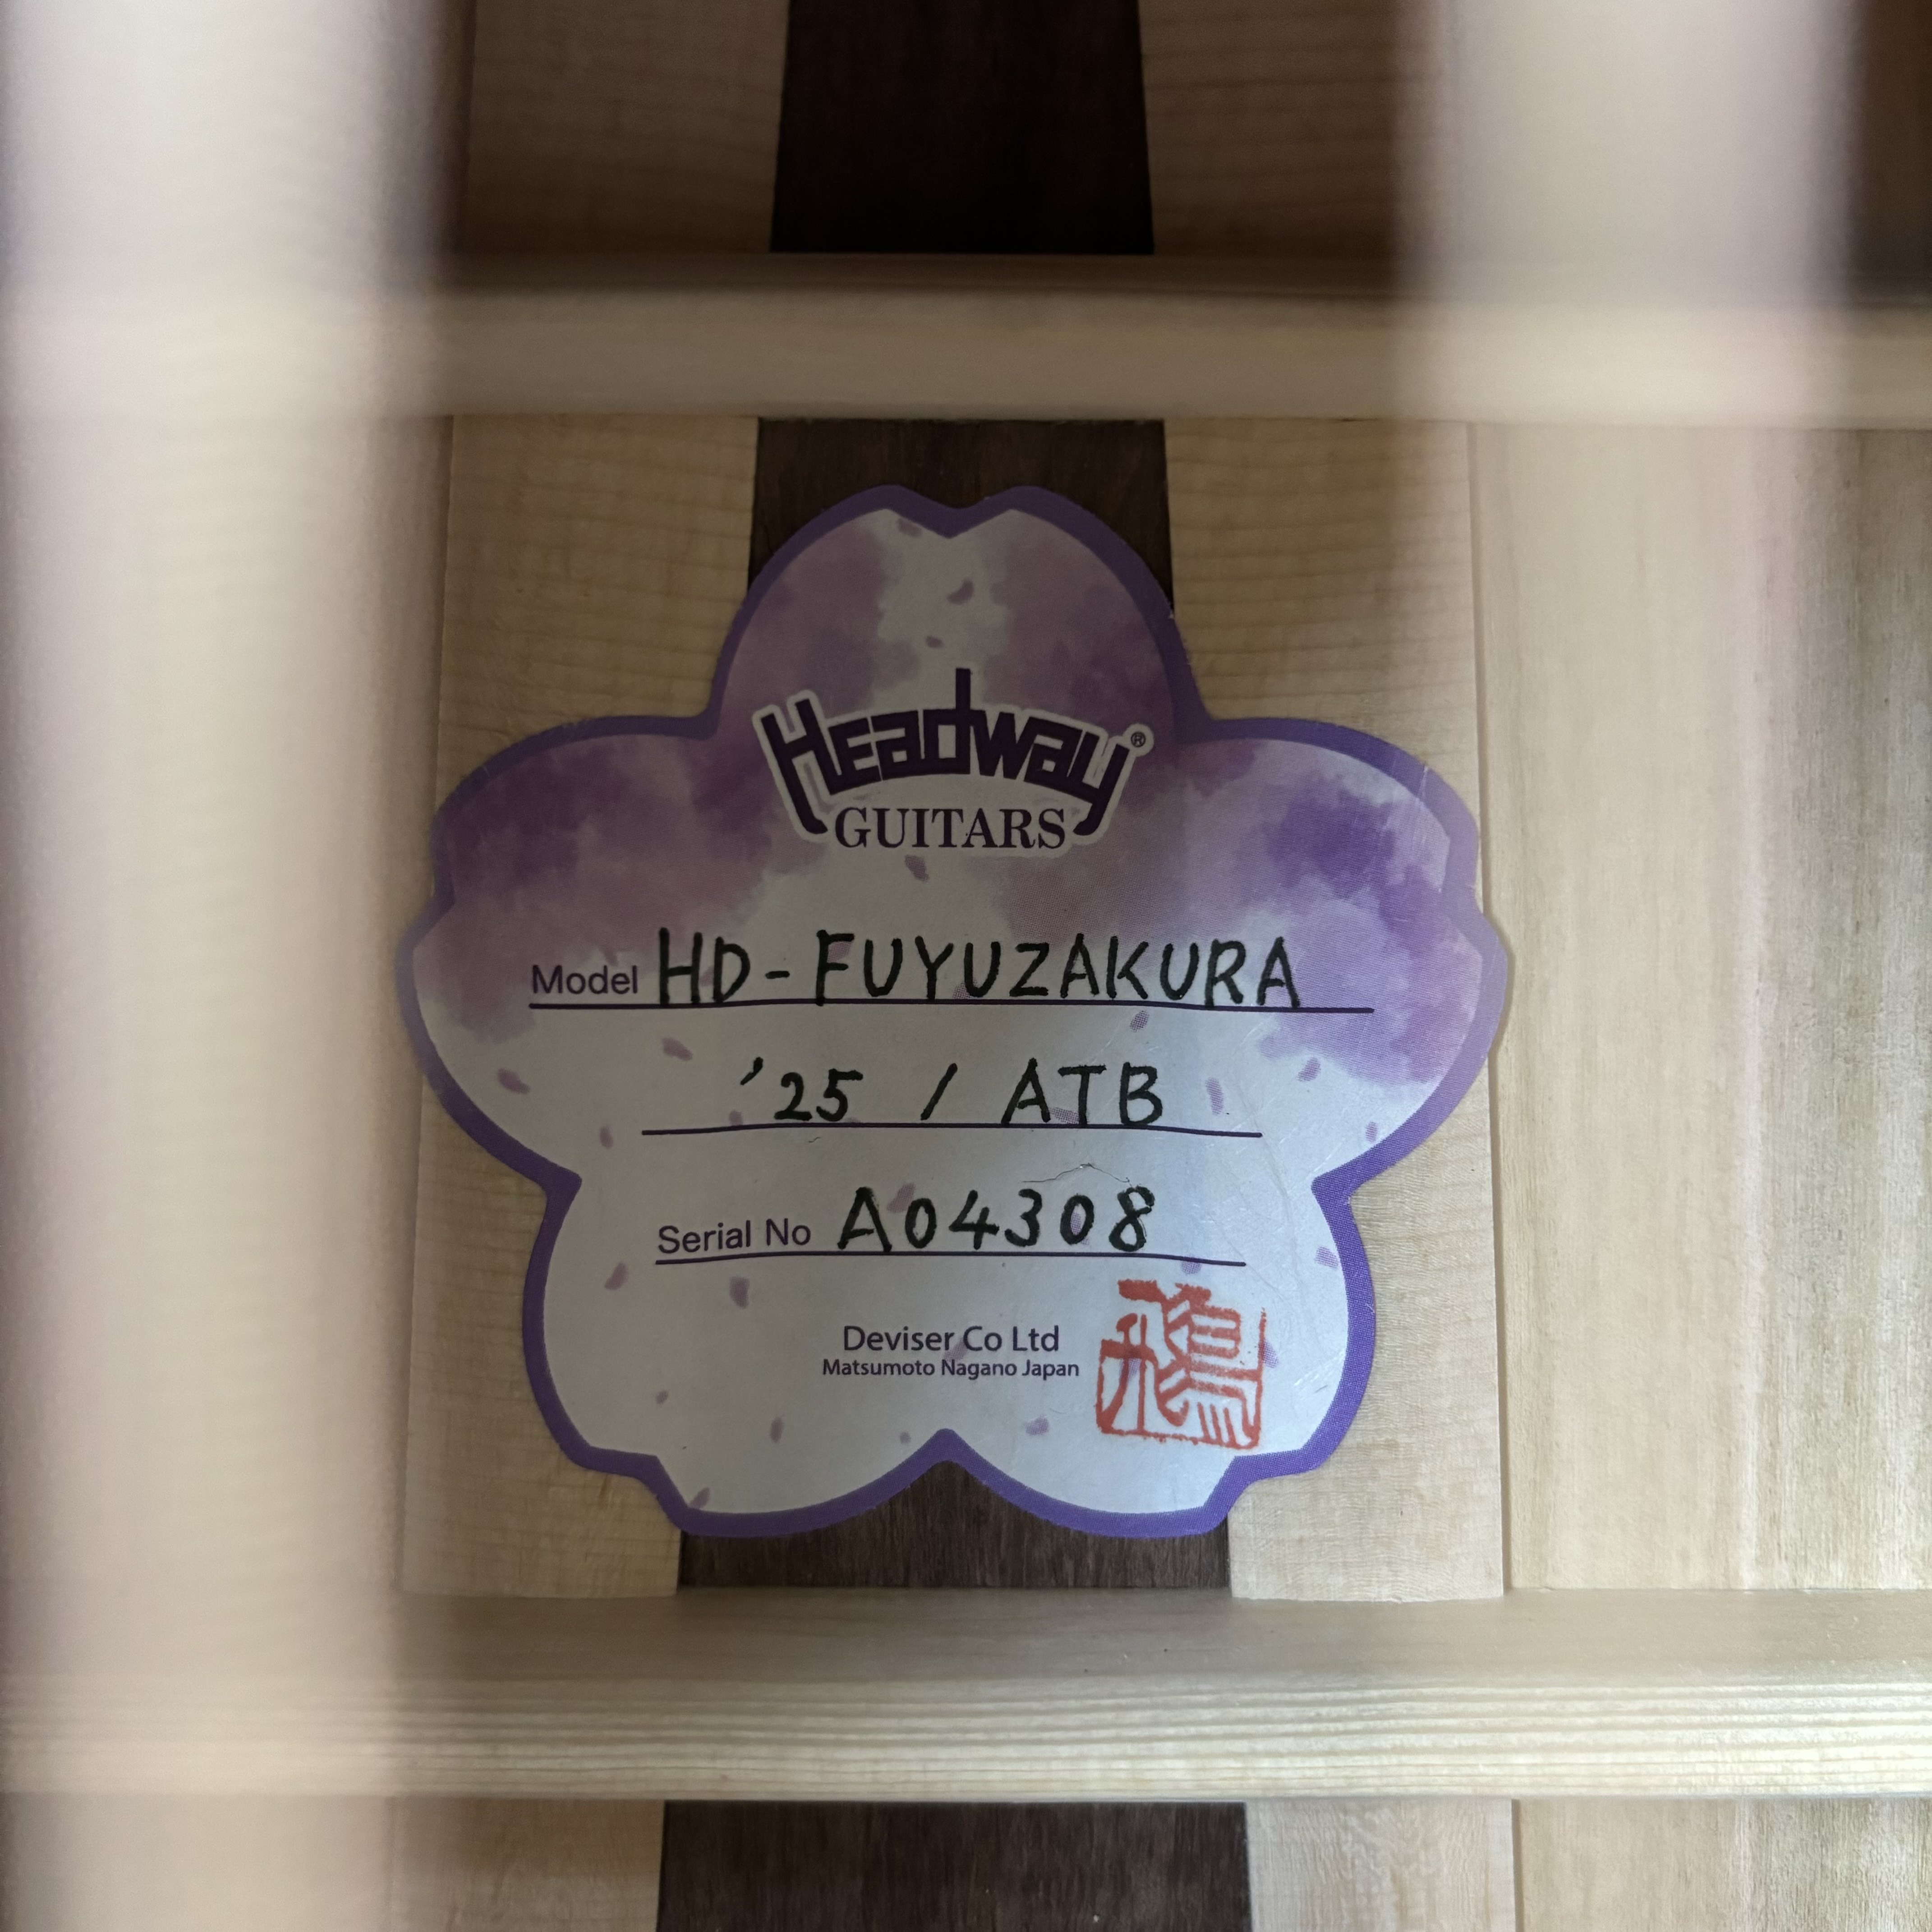 Headway®
GUITARS
Model HD-FUYUZAKURA
'25 / ATB
Serial No A04308
Deviser Co Ltd
Matsumoto Nagano Japan